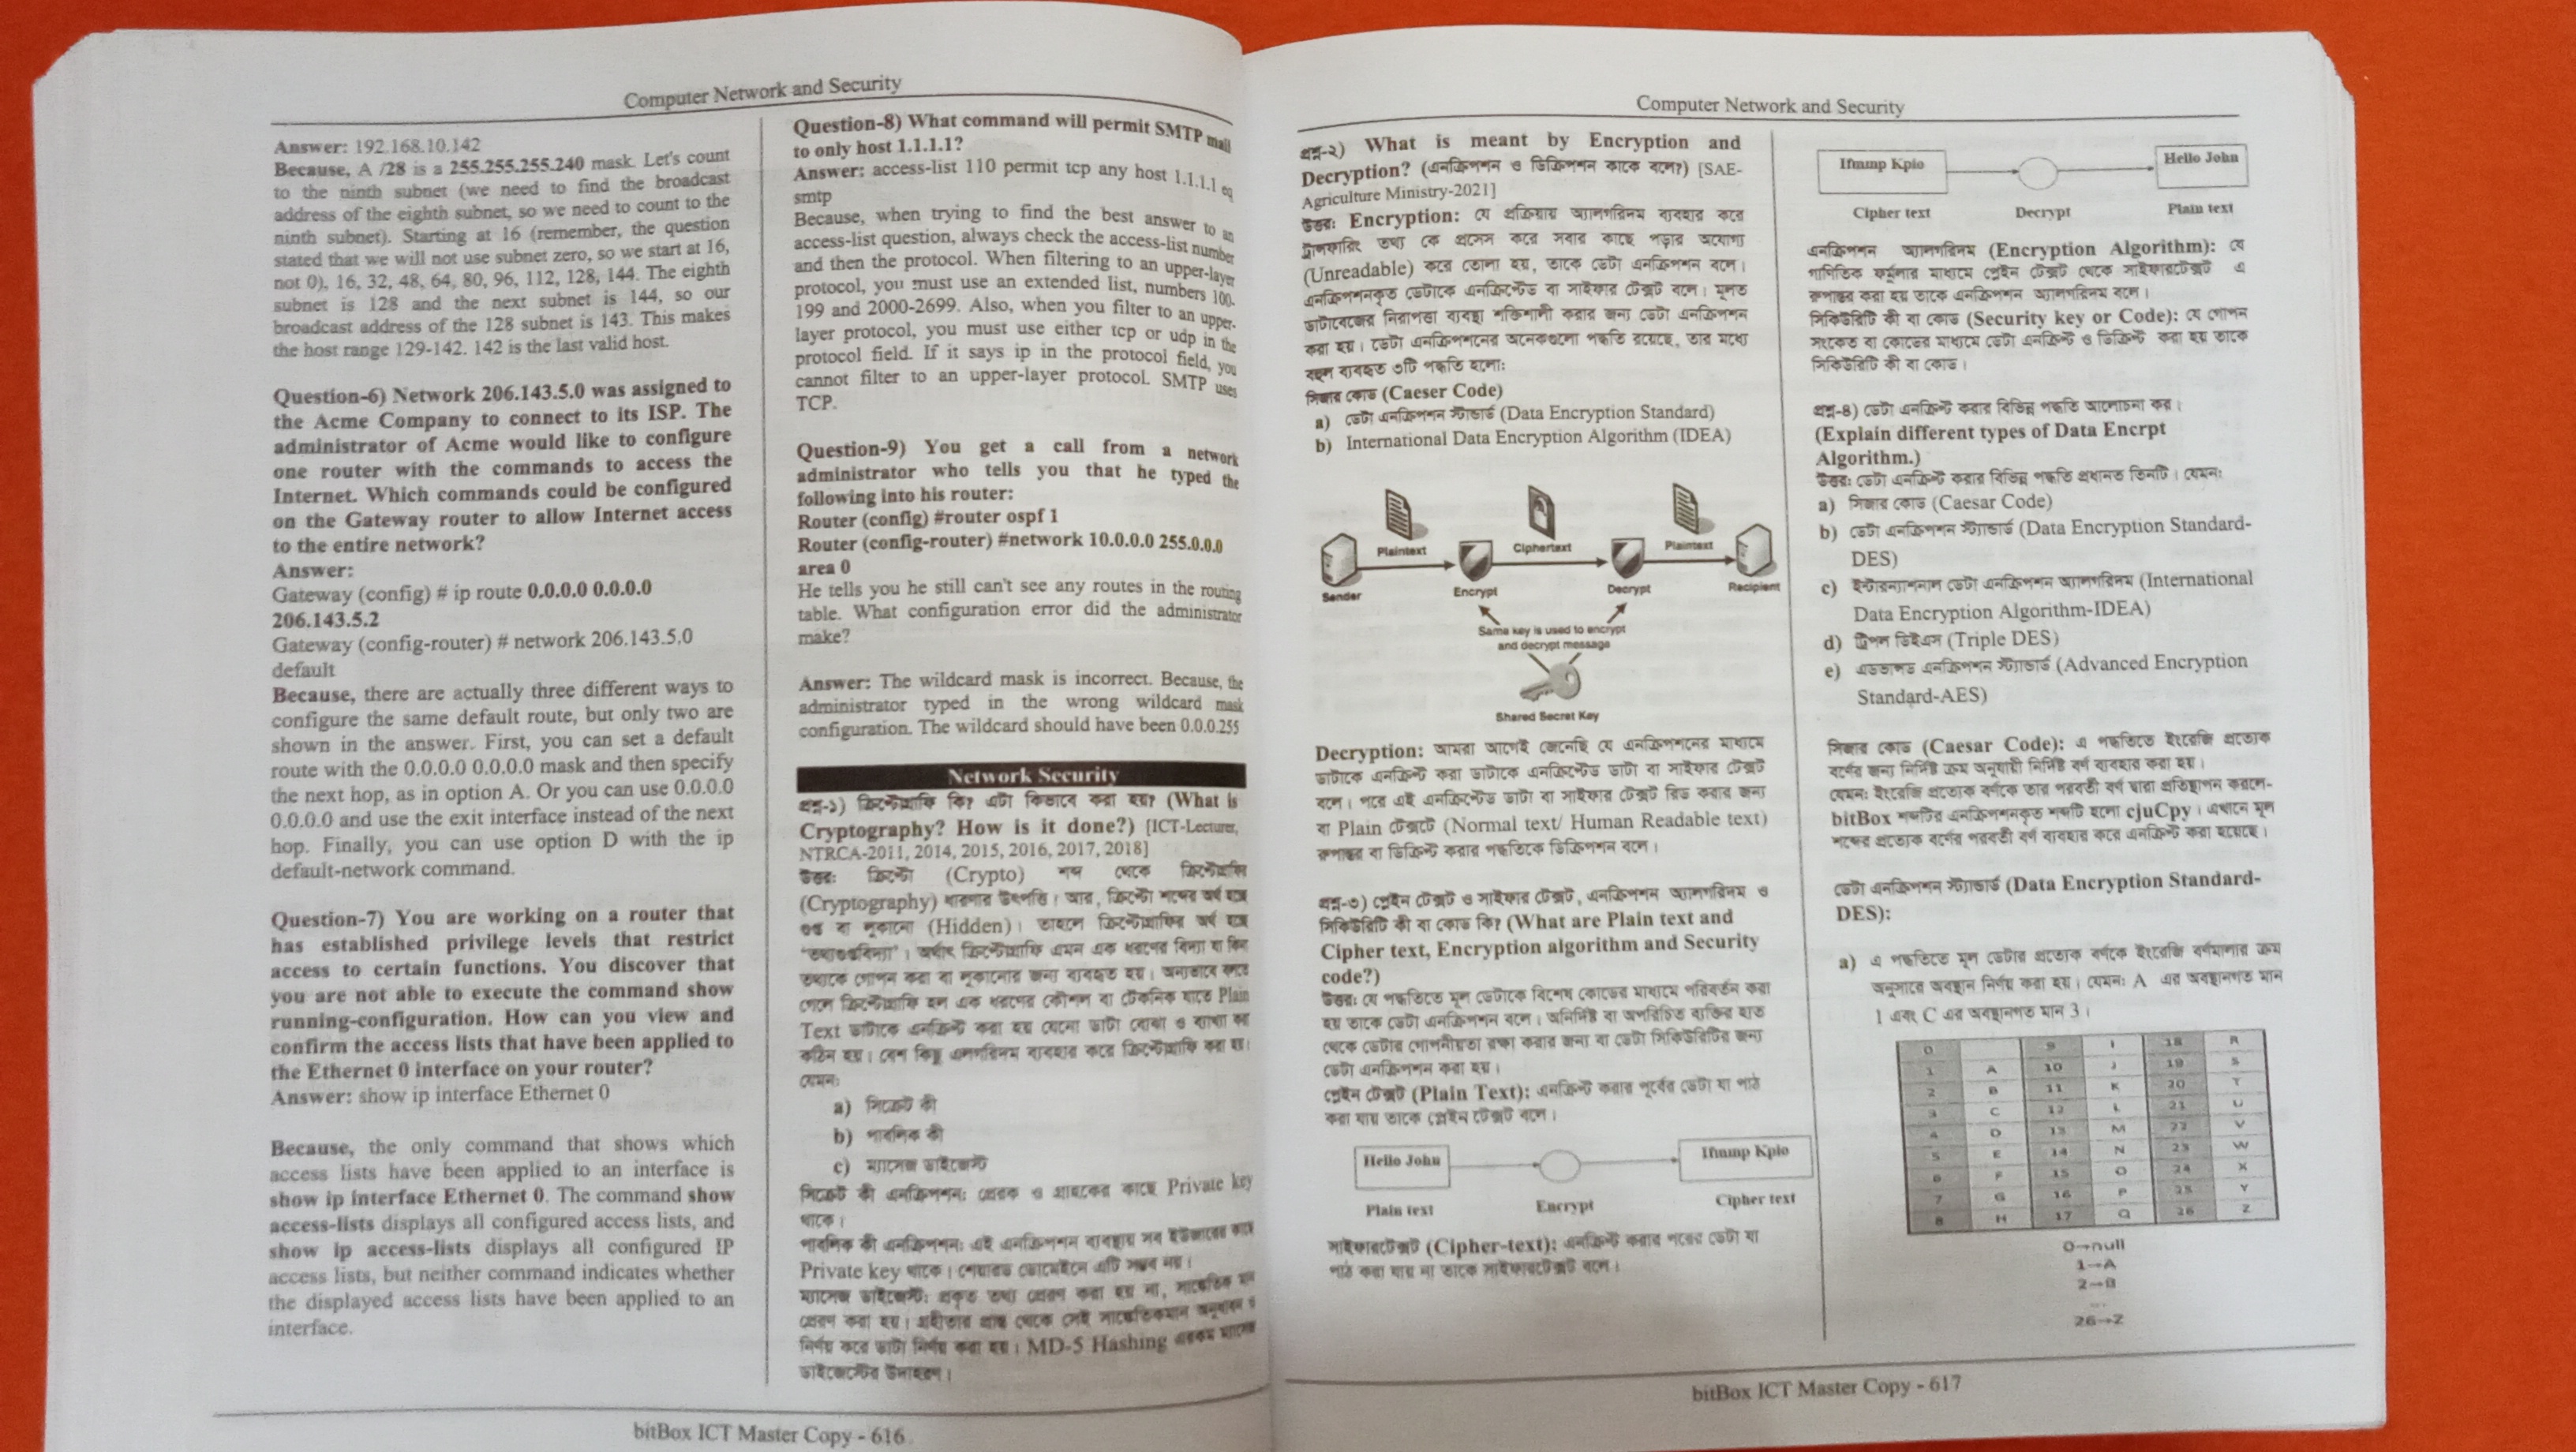 Computer Network and Security
Answer: 192.168.10.142
Because, A /28 is a 255.255.255.240 mask. Let's count
to the ninth subnet (we need to find the broadcast
address of the eighth subnet, so we need to count to the
ninth subnet). Starting at 16 (remember, the question
stated that we will not use subnet zero, so we start at 16,
not 0), 16, 32, 48, 64, 80, 96, 112, 128, 144. The eighth
subnet is 128 and the next subnet is 144, so our
broadcast address of the 128 subnet is 143. This makes
the host range 129-142. 142 is the last valid host.
Question-6) Network 206.143.5.0 was assigned to
the Acme Company to connect to its ISP. The
administrator of Acme would like to configure
one router with the commands to access the
Internet. Which commands could be configured
on the Gateway router to allow Internet access
to the entire network?
Answer:
Gateway (config) # ip route 0.0.0.0 0.0.0.0
206.143.5.2
Gateway (config-router) # network 206.143.5.0
default
Because, there are actually three different ways to
configure the same default route, but only two are
shown in the answer. First, you can set a default
route with the 0.0.0.0 0.0.0.0 mask and then specify
the next hop, as in option A. Or you can use 0.0.0.0
0.0.0.0 and use the exit interface instead of the next
hop. Finally, you can use option D with the ip
default-network command.
Question-7) You are working on a router that
has established privilege levels that restrict
access to certain functions. You discover that
you are not able to execute the command show
running-configuration. How can you view and
confirm the access lists that have been applied to
the Ethernet 0 interface on your router?
Answer: show ip interface Ethernet 0
Because, the only command that shows which
access lists have been applied to an interface is
show ip interface Ethernet 0. The command show
access-lists displays all configured access lists, and
show ip access-lists displays all configured IP
access lists, but neither command indicates whether
the displayed access lists have been applied to an
interface.
Question-8) What command will permit SMTP mail
to only host 1.1.1.1?
Answer: access-list 110 permit tcp any host 1.1.1.1 eq
smtp
Because, when trying to find the best answer to an
access-list question, always check the access-list number
and then the protocol. When filtering to an upper-layer
protocol, you must use an extended list, numbers 100-
199 and 2000-2699. Also, when you filter to an upper-
layer protocol, you must use either tcp or udp in the
protocol field. If it says ip in the protocol field, you
cannot filter to an upper-layer protocol. SMTP uses
TCP.
Question-9) You get a call from a network
administrator who tells you that he typed the
following into his router:
Router (config) #router ospf 1
Router (config-router) #network 10.0.0.0 255.0.0.0
area 0
He tells you he still can't see any routes in the routing
table. What configuration error did the administrator
make?
Answer: The wildcard mask is incorrect. Because, the
administrator typed in the wrong wildcard mask
configuration. The wildcard should have been 0.0.0.255
Network Security
প্রশ্ন-১) ক্রিপ্টোগ্রাফি কি? এটা কিভাবে করা হয়? (What is
Cryptography? How is it done?) [ICT-Lecturer,
NTRCA-2011, 2014, 2015, 2016, 2017, 2018]
উত্তর: ক্রিপ্টো (Crypto) শব্দ থেকে ক্রিপ্টোগ্রাফি
(Cryptography) ধারণার উৎপত্তি। আর, ক্রিপ্টো শব্দের অর্থ হচ্ছে
গুপ্ত বা লুকানো (Hidden)। তাহলে ক্রিপ্টোগ্রাফির অর্থ হচ্ছে
"তথ্যগুপ্তবিদ্যা"। অর্থাৎ ক্রিপ্টোগ্রাফি এমন এক ধরণের বিদ্যা যা কিনা
তথ্যকে গোপন করা বা লুকানোর জন্য ব্যবহৃত হয়। অন্যভাবে বলতে
গেলে ক্রিপ্টোগ্রাফি হল এক ধরণের কৌশল বা টেকনিক যাতে Plain
Text ডাটাকে এনক্রিপ্ট করা হয় যেনো ডাটা বোঝা ও ব্যাখ্যা করা
কঠিন হয়। বেশ কিছু এলগরিদম ব্যবহার করে ক্রিপ্টোগ্রাফি করা হয়।
যেমন:
a) সিক্রেট কী
b) পাবলিক কী
c) ম্যাসেজ ডাইজেস্ট
সিক্রেট কী এনক্রিপশন: প্রেরক ও গ্রাহকের কাছে Private key
থাকে।
পাবলিক কী এনক্রিপশন: এই এনক্রিপশন ব্যবস্থায় সব ইউজারের কাছে
Private key থাকে। শেয়ারড ডোমেইনে এটি সম্ভব নয়।
ম্যাসেজ ডাইজেস্ট: প্রকৃত তথ্য প্রেরণ করা হয় না, সাংকেতিক মান
প্রেরণ করা হয়। গ্রহীতার প্রান্ত থেকে সেই সাংকেতিকমান অনুধাবন ও
নির্ণয় করে ডাটা নির্ণয় করা হয়। MD-5 Hashing একরকম ম্যাসেজ
ডাইজেস্টের উদাহরণ।
bitBox ICT Master Copy - 616
Computer Network and Security
প্রশ্ন-২) What is meant by Encryption and
Decryption? (এনক্রিপশন ও ডিক্রিপশন কাকে বলে?) [SAE-
Agriculture Ministry-2021]
উত্তর: Encryption: যে প্রক্রিয়ায় অ্যালগরিদম ব্যবহার করে
ট্রান্সফারিং তথ্য কে প্রসেস করে সবার কাছে পড়ার অযোগ্য
(Unreadable) করে তোলা হয়, তাকে ডেটা এনক্রিপশন বলে।
এনক্রিপশনকৃত ডেটাকে এনক্রিপ্টেড বা সাইফার টেক্সট বলে। মূলত
ডাটাবেজের নিরাপত্তা ব্যবস্থা শক্তিশালী করার জন্য ডেটা এনক্রিপশন
করা হয়। ডেটা এনক্রিপশনের অনেকগুলো পদ্ধতি রয়েছে, তার মধ্যে
বহুল ব্যবহৃত ৩টি পদ্ধতি হলো:
সিজার কোড (Caeser Code)
a) ডেটা এনক্রিপশন স্ট্যান্ডার্ড (Data Encryption Standard)
b) International Data Encryption Algorithm (IDEA)
Plaintext
Ciphertext
Plaintext
Sender
Encrypt
Decrypt
Recipient
Same key is used to encrypt
and decrypt message
Shared Secret Key
Decryption: আমরা আগেই জেনেছি যে এনক্রিপশনের মাধ্যমে
ডাটাকে এনক্রিপ্ট করা ডাটাকে এনক্রিপ্টেড ডাটা বা সাইফার টেক্সট
বলে। পরে এই এনক্রিপ্টেড ডাটা বা সাইফার টেক্সট রিড করার জন্য
বা Plain টেক্সটে (Normal text/ Human Readable text)
রুপান্তর বা ডিক্রিপ্ট করার পদ্ধতিকে ডিক্রিপশন বলে।
প্রশ্ন-৩) প্লেইন টেক্সট ও সাইফার টেক্সট, এনক্রিপশন অ্যালগরিদম ও
সিকিউরিটি কী বা কোড কি? (What are Plain text and
Cipher text, Encryption algorithm and Security
code?)
উত্তর: যে পদ্ধতিতে মূল ডেটাকে বিশেষ কোডের মাধ্যমে পরিবর্তন করা
হয় তাকে ডেটা এনক্রিপশন বলে। অনির্দিষ্ট বা অপরিচিত ব্যক্তির হাত
থেকে ডেটার গোপনীয়তা রক্ষা করার জন্য বা ডেটা সিকিউরিটির জন্য
ডেটা এনক্রিপশন করা হয়।
প্লেইন টেক্সট (Plain Text): এনক্রিপ্ট করার পূর্বের ডেটা যা পাঠ
করা যায় তাকে প্লেইন টেক্সট বলে।
Hello John
Ifmmp Kpio
Plain text
Encrypt
Cipher text
সাইফারটেক্সট (Cipher-text): এনক্রিপ্ট করার পরের ডেটা যা
পাঠ করা যায় না তাকে সাইফারটেক্সট বলে।
Ifmmp Kpio
Hello John
Cipher text
Decrypt
Plain text
এনক্রিপশন অ্যালগরিদম (Encryption Algorithm): যে
গাণিতিক ফর্মুলার মাধ্যমে প্লেইন টেক্সট থেকে সাইফারটেক্সট এ
রুপান্তর করা হয় তাকে এনক্রিপশন অ্যালগরিদম বলে।
সিকিউরিটি কী বা কোড (Security key or Code): যে গোপন
সংকেত বা কোডের মাধ্যমে ডেটা এনক্রিপ্ট ও ডিক্রিপ্ট করা হয় তাকে
সিকিউরিটি কী বা কোড।
প্রশ্ন-৪) ডেটা এনক্রিপ্ট করার বিভিন্ন পদ্ধতি আলোচনা কর।
(Explain different types of Data Encrpt
Algorithm.)
উত্তর: ডেটা এনক্রিপ্ট করার বিভিন্ন পদ্ধতি প্রধানত তিনটি। যেমন:
a) সিজার কোড (Caesar Code)
b) ডেটা এনক্রিপশন স্ট্যান্ডার্ড (Data Encryption Standard-
DES)
c) ইন্টারন্যাশনাল ডেটা এনক্রিপশন অ্যালগরিদম (International
Data Encryption Algorithm-IDEA)
d) ট্রিপল ডিইএস (Triple DES)
e) এডভান্সড এনক্রিপশন স্ট্যান্ডার্ড (Advanced Encryption
Standard-AES)
সিজার কোড (Caesar Code): এ পদ্ধতিতে ইংরেজি প্রত্যেক
বর্ণের জন্য নির্দিষ্ট ক্রম অনুযায়ী নির্দিষ্ট বর্ণ ব্যবহার করা হয়।
যেমন: ইংরেজি প্রত্যেক বর্ণকে তার পরবর্তী বর্ণ দ্বারা প্রতিস্থাপন করলে-
bitBox শব্দটির এনক্রিপশনকৃত শব্দটি হলো cjuCpy। এখানে মূল
শব্দের প্রত্যেক বর্ণের পরবর্তী বর্ণ ব্যবহার করে এনক্রিপ্ট করা হয়েছে।
ডেটা এনক্রিপশন স্ট্যান্ডার্ড (Data Encryption Standard-
DES):
a) এ পদ্ধতিতে মূল ডেটার প্রত্যেক বর্ণকে ইংরেজি বর্ণমালার ক্রম
অনুসারে অবস্থান নির্ণয় করা হয়। যেমন: A এর অবস্থানগত মান
1 এবং C এর অবস্থানগত মান 3।
0 9 I 18 R
1 A 10 J 19 S
2 B 11 K 20 T
3 C 12 L 21 U
4 D 13 M 22 V
5 E 14 N 23 W
6 F 15 O 24 X
7 G 16 P 25 Y
8 H 17 Q 26 Z
0→null
1→A
2→B
...
26→Z
bitBox ICT Master Copy - 617